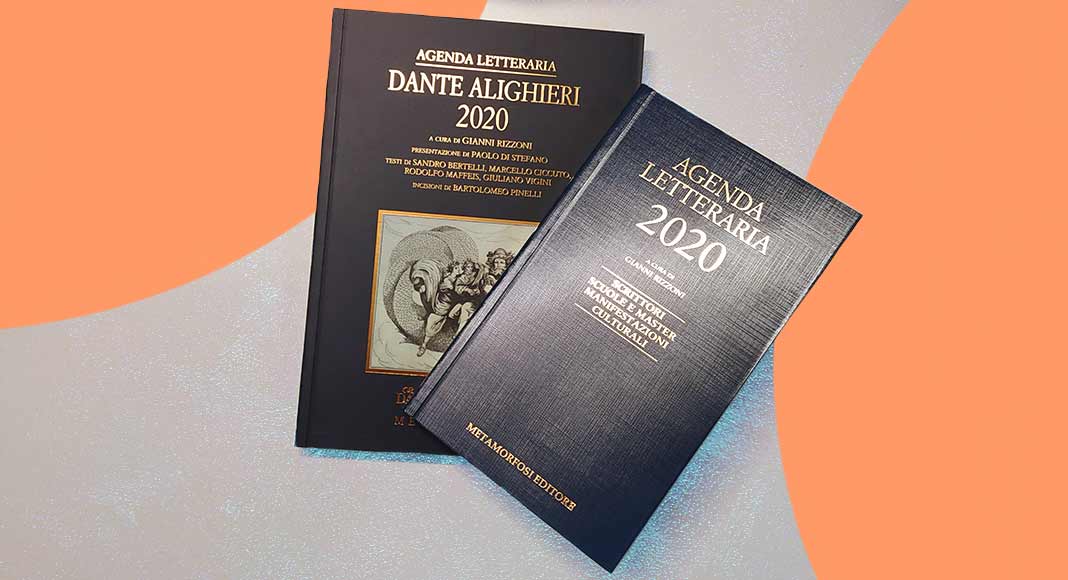 AGENDA LETTERARIA
DANTE ALIGHIERI
2020
A CURA DI GIANNI RIZZONI
PRESENTAZIONE DI PAOLO DI STEFANO
TESTI DI SANDRO BERTELLI, MARCELLO CICCUTO,
RODOLFO MAFFEIS, GIULIANO VIGINI
INCISIONI DI BARTOLOMEO PINELLI
AGENDA
LETTERARIA
2020
A CURA DI
GIANNI RIZZONI
SCRITTORI
SCUOLE E MASTER
MANIFESTAZIONI
CULTURALI
METAMORFOSI EDITORE